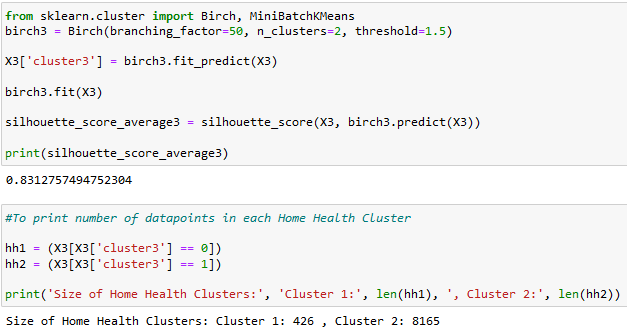 from sklearn.cluster import Birch, MiniBatchKMeans
birch3 = Birch(branching_factor=50, n_clusters=2, threshold=1.5)
X3['cluster3'] = birch3.fit_predict(X3)
birch3.fit(X3)
silhouette_score_average3 = silhouette_score(X3, birch3.predict(X3))
print(silhouette_score_average3)
0.8312757494752304
#To print number of datapoints in each Home Health Cluster
hh1 = (X3[X3['cluster3'] == 0])
hh2 = (X3[X3['cluster3'] == 1])
print('Size of Home Health Clusters:', 'Cluster 1:', len(hh1), ', Cluster 2:', len(hh2))
Size of Home Health Clusters: Cluster 1: 426 , Cluster 2: 8165